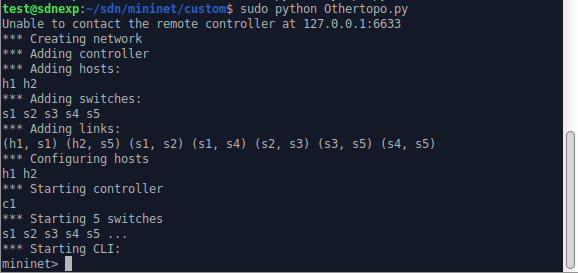 test@sdnexp:~/sdn/mininet/custom$ sudo python Othertopo.py
Unable to contact the remote controller at 127.0.0.1:6633
*** Creating network
*** Adding controller
*** Adding hosts:
h1 h2
*** Adding switches:
s1 s2 s3 s4 s5
*** Adding links:
(h1, s1) (h2, s5) (s1, s2) (s1, s4) (s2, s3) (s3, s5) (s4, s5)
*** Configuring hosts
h1 h2
*** Starting controller
c1
*** Starting 5 switches
s1 s2 s3 s4 s5 ...
*** Starting CLI:
mininet>